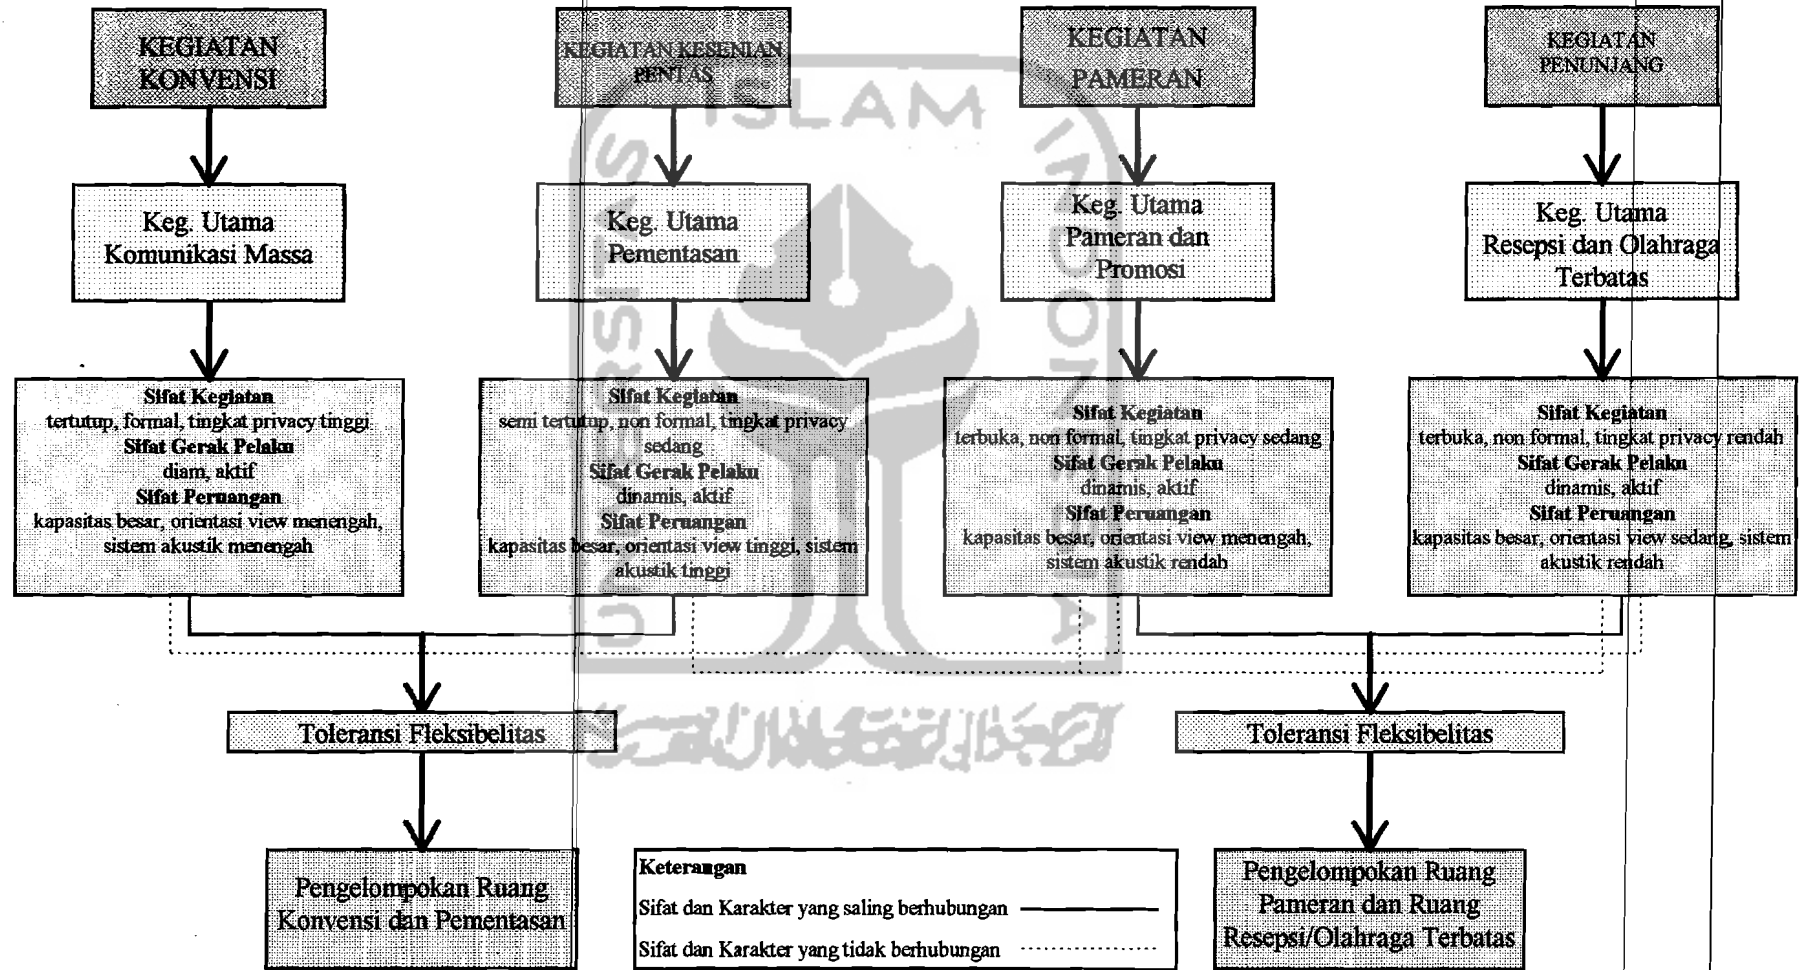 KEGIATAN
KONVENSI
KEGIATAN KESENIAN
PENTAS
KEGIATAN
PAMERAN
KEGIATAN
PENUNJANG
Keg. Utama
Komunikasi Massa
Keg. Utama
Pementasan
Keg. Utama
Pameran dan
Promosi
Keg. Utama
Resepsi dan Olahraga
Terbatas
Sifat Kegiatan
tertutup, formal, tingkat privacy tinggi
Sifat Gerak Pelaku
diam, aktif
Sifat Peruangan
kapasitas besar, orientasi view menengah,
sistem akustik menengah
Sifat Kegiatan
semi tertutup, non formal, tingkat privacy
sedang
Sifat Gerak Pelaku
dinamis, aktif
Sifat Peruangan
kapasitas besar, orientasi view tinggi, sistem
akustik tinggi
Sifat Kegiatan
terbuka, non formal, tingkat privacy sedang
Sifat Gerak Pelaku
dinamis, aktif
Sifat Peruangan
kapasitas besar, orientasi view menengah,
sistem akustik rendah
Sifat Kegiatan
terbuka, non formal, tingkat privacy rendah
Sifat Gerak Pelaku
dinamis, aktif
Sifat Peruangan
kapasitas besar, orientasi view sedang, sistem
akustik rendah
Toleransi Fleksibelitas
Toleransi Fleksibelitas
Pengelompokan Ruang
Konvensi dan Pementasan
Keterangan
Sifat dan Karakter yang saling berhubungan
Sifat dan Karakter yang tidak berhubungan
Pengelompokan Ruang
Pameran dan Ruang
Resepsi/Olahraga Terbatas
UNIVERSITAS
ISLAM
INDONESIA